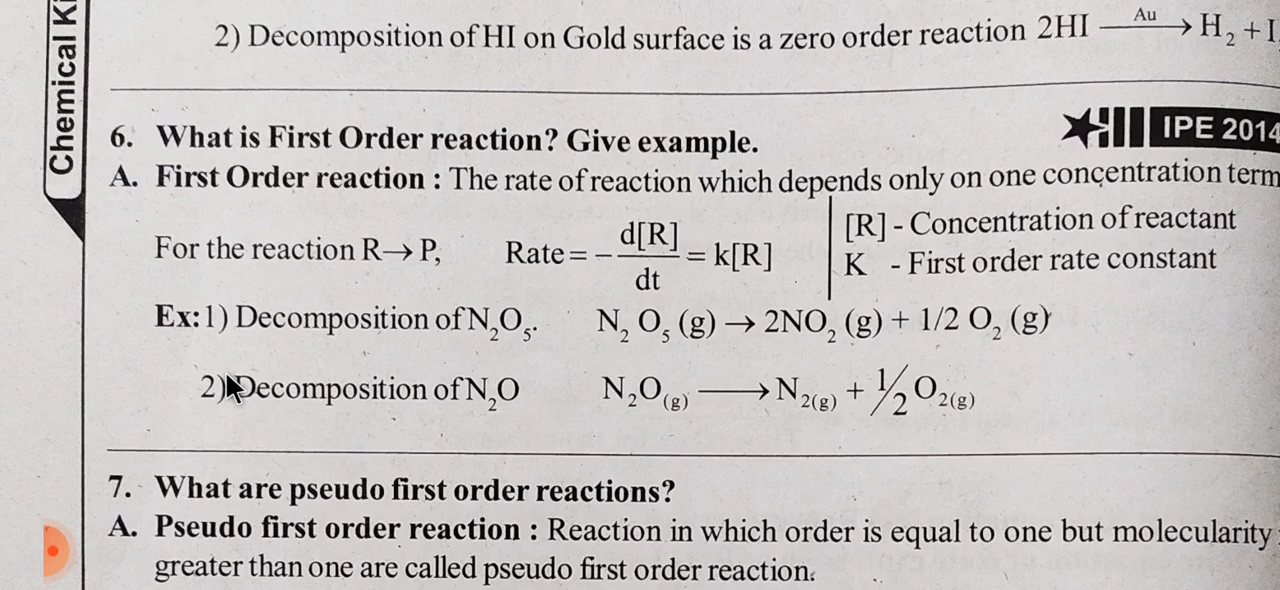 Chemical Ki
2) Decomposition of HI on Gold surface is a zero order reaction 2HI —Au→ H₂ + I
6. What is First Order reaction? Give example.
IPE 2014
A. First Order reaction : The rate of reaction which depends only on one concentration term
For the reaction R→P, Rate = − d[R]/dt = k[R]
[R] - Concentration of reactant
K - First order rate constant
Ex: 1) Decomposition of N₂O₅. N₂ O₅ (g) → 2NO₂ (g) + 1/2 O₂ (g)
2) Decomposition of N₂O N₂O(g) ⟶ N₂(g) + ½ O₂(g)
7. What are pseudo first order reactions?
A. Pseudo first order reaction : Reaction in which order is equal to one but molecularity
greater than one are called pseudo first order reaction.